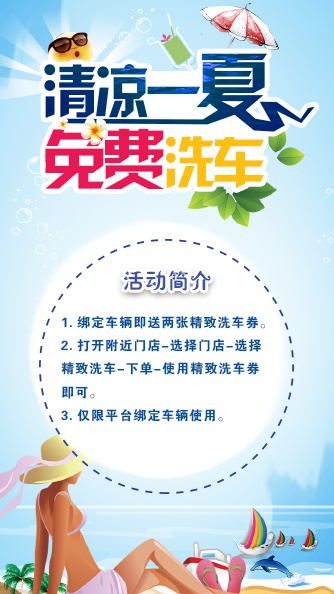 清凉一夏
免费洗车
活动简介
1. 绑定车辆即送两张精致洗车券。
2. 打开附近门店-选择门店-选择
精致洗车-下单-使用精致洗车券
即可。
3. 仅限平台绑定车辆使用。